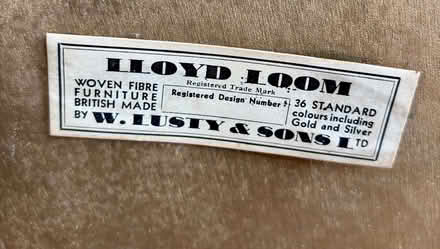 LLOYD LOOM
Registered Trade Mark
WOVEN FIBRE
FURNITURE
BRITISH MADE
BY
Registered Design Number :-
36 STANDARD
colours including
Gold and Silver
W. LUSTY & SONS LTD